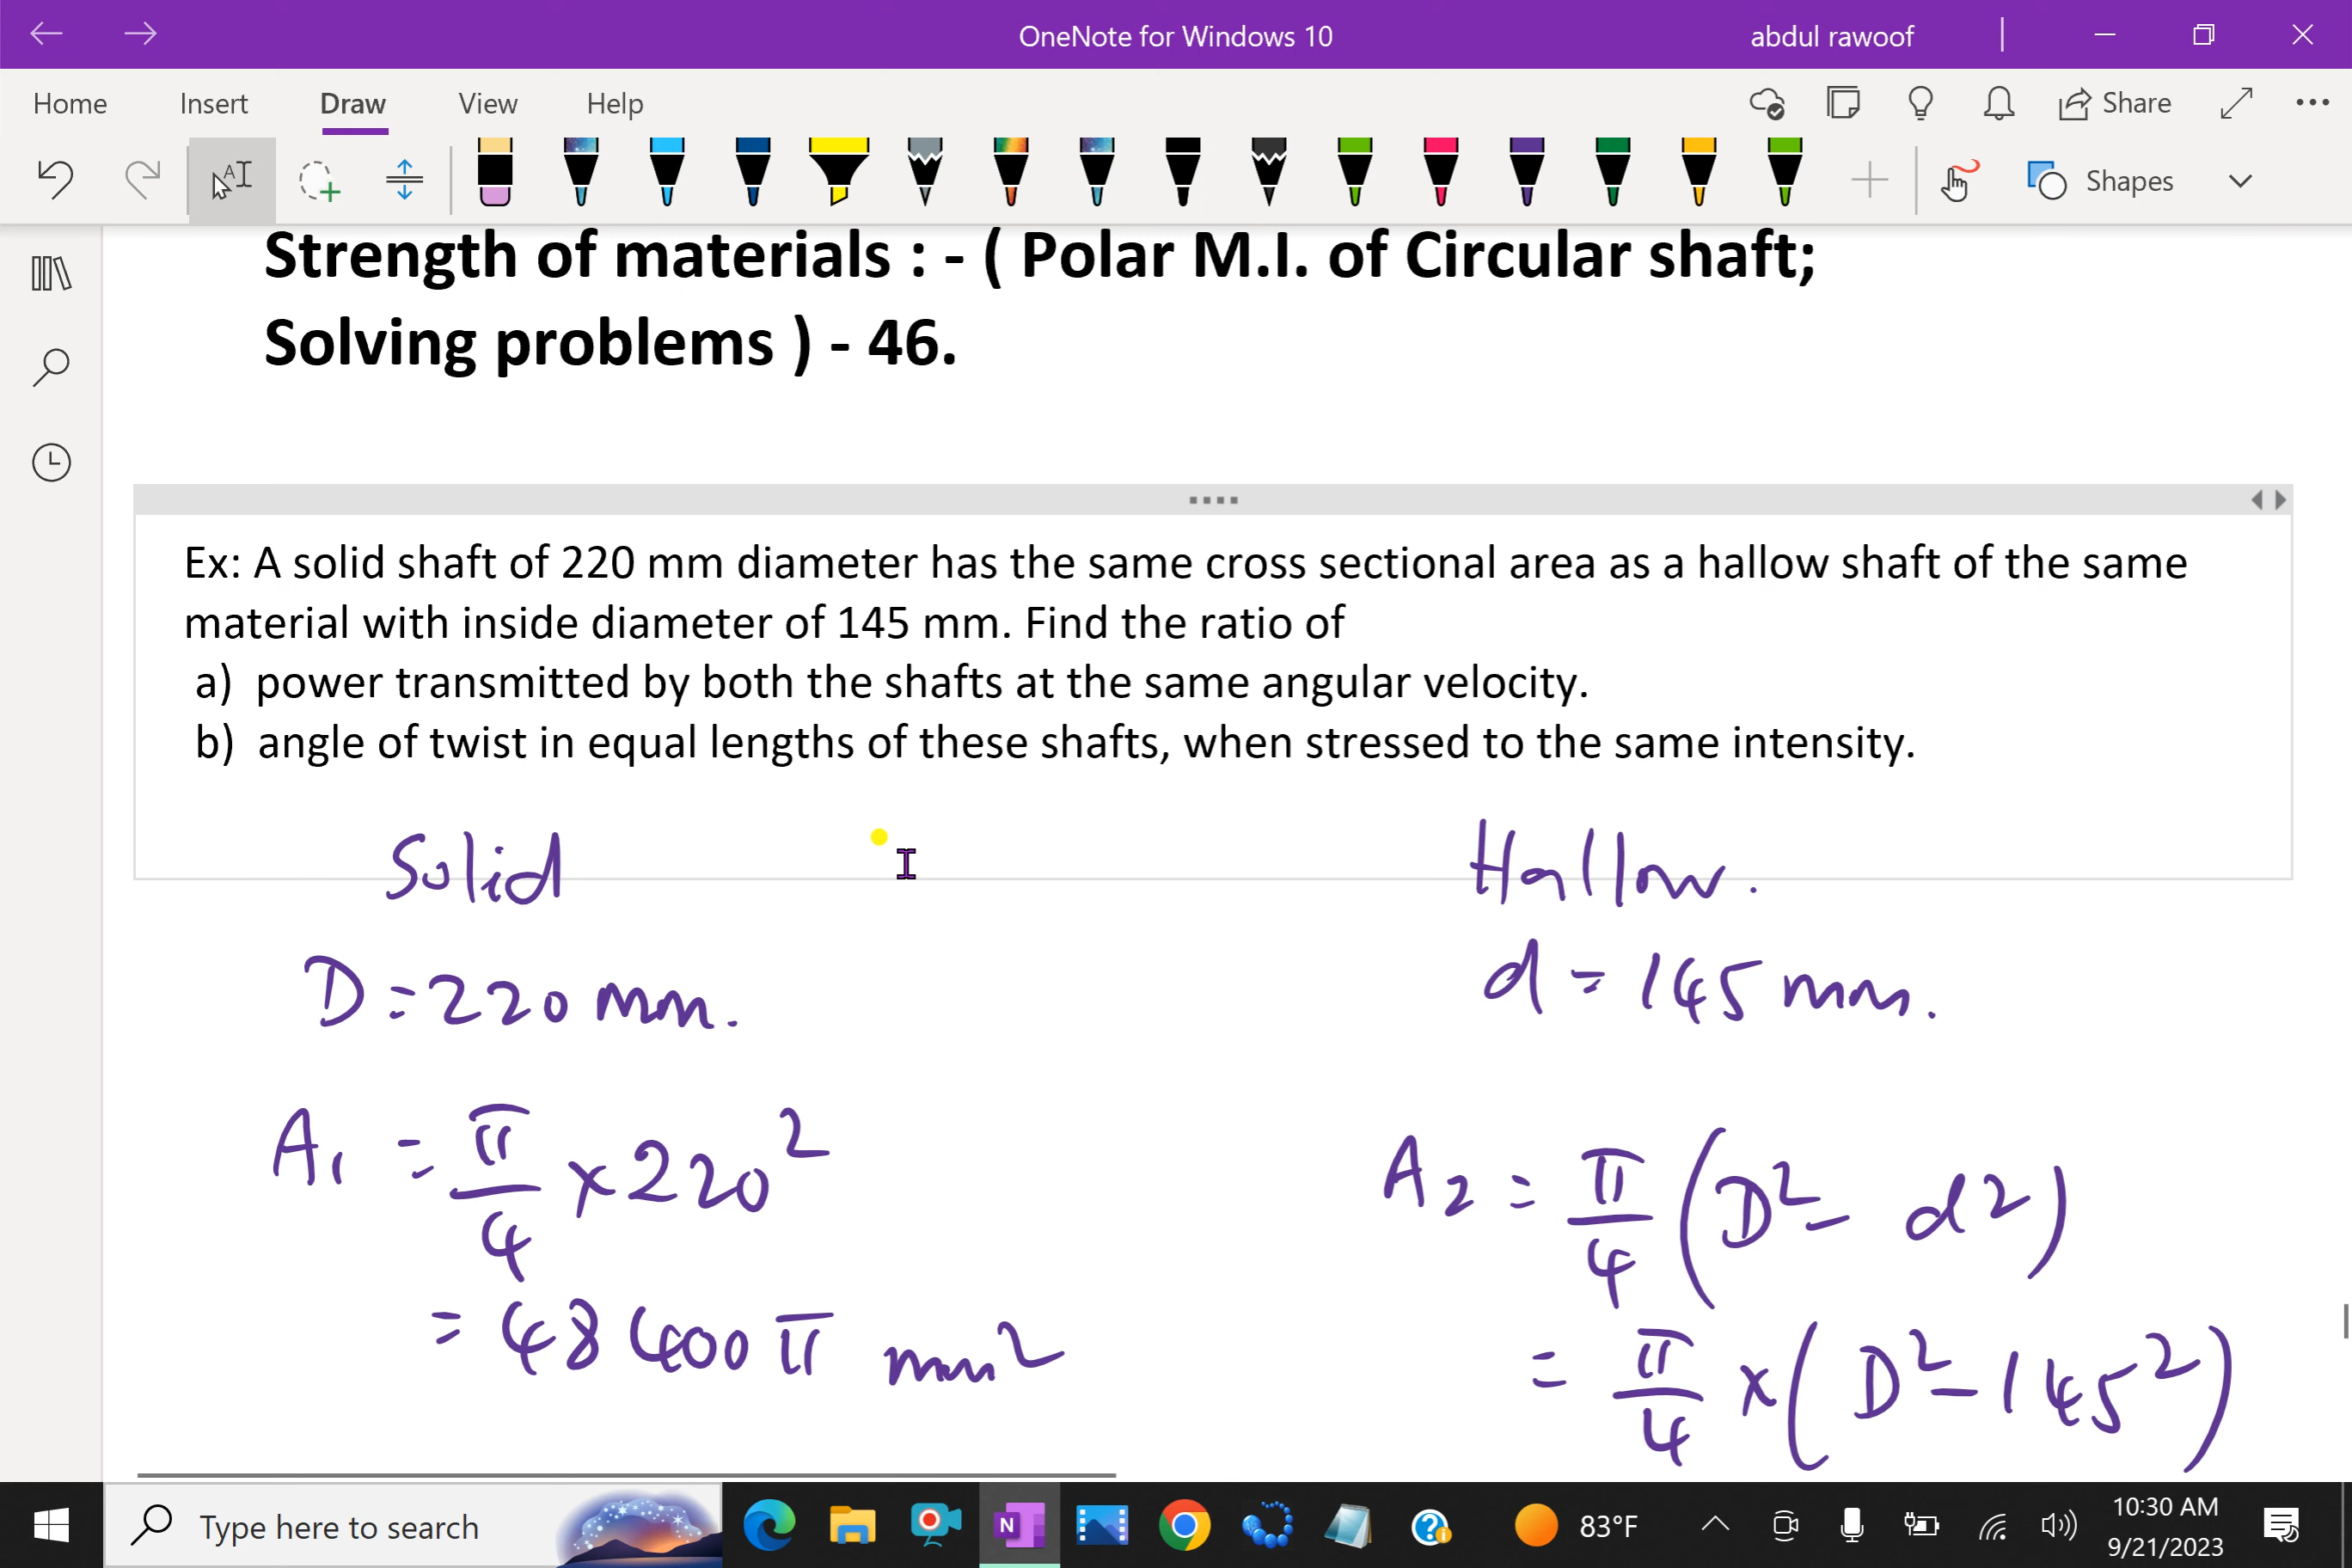 OneNote for Windows 10
abdul rawoof
Home Insert Draw View Help
Share
Shapes
Strength of materials : - ( Polar M.I. of Circular shaft;
Solving problems ) - 46.
Ex: A solid shaft of 220 mm diameter has the same cross sectional area as a hallow shaft of the same
material with inside diameter of 145 mm. Find the ratio of
a) power transmitted by both the shafts at the same angular velocity.
b) angle of twist in equal lengths of these shafts, when stressed to the same intensity.
Solid
Hallow.
D = 220 mm.
d = 145 mm.
A1 = π/4 × 220²
A2 = π/4 (D² - d²)
= 48400 π mm²
= π/4 × (D² - 145²)
Type here to search
83°F
10:30 AM
9/21/2023